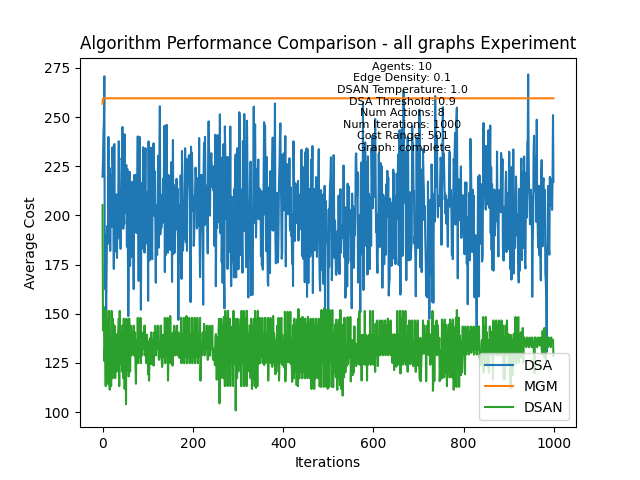 Algorithm Performance Comparison - all graphs Experiment
275
250
225
200
175
150
125
100
Average Cost
Agents: 10
Edge Density: 0.1
DSAN Temperature: 1.0
DSA Threshold: 0.9
Num Actions: 8
Num Iterations: 1000
Cost Range: 501
Graph: complete
DSA
MGM
DSAN
0
200
400
600
800
1000
Iterations